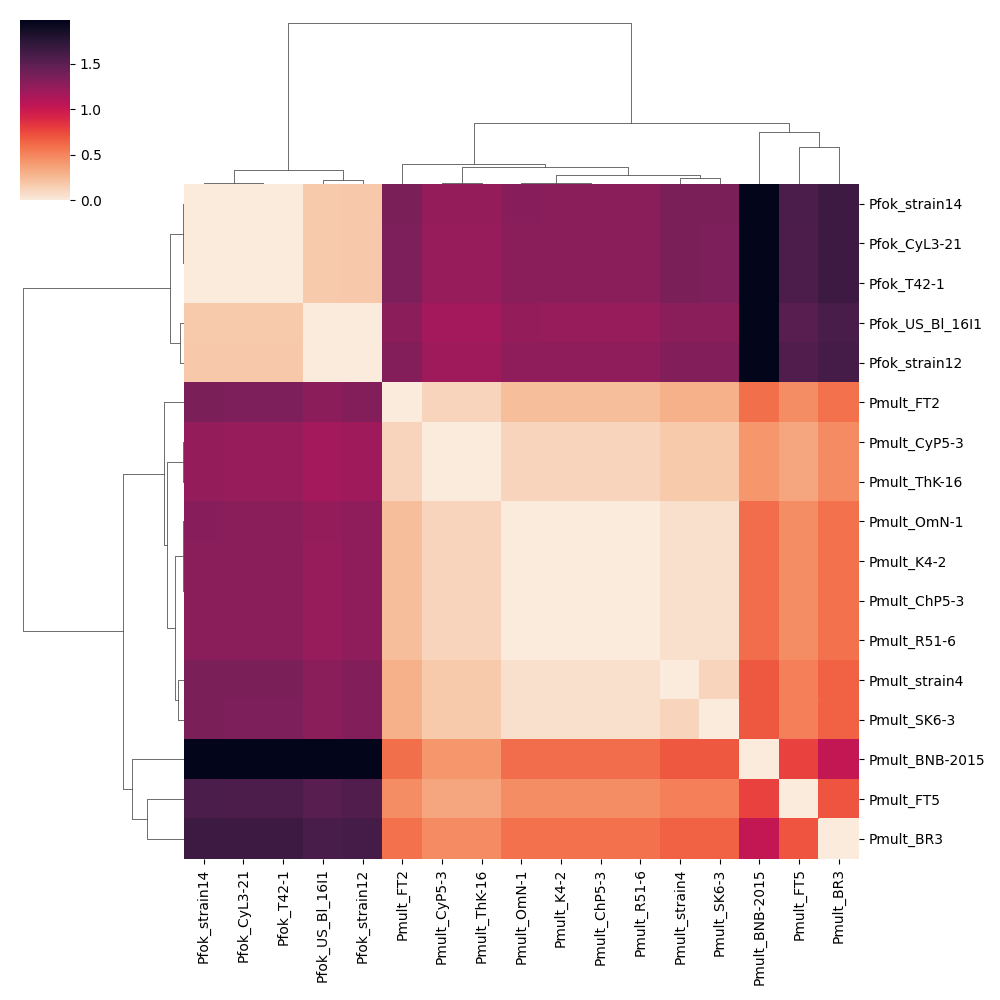 1.5
1.0
0.5
0.0
Pfok_strain14
Pfok_CyL3-21
Pfok_T42-1
Pfok_US_Bl_16I1
Pfok_strain12
Pmult_FT2
Pmult_CyP5-3
Pmult_ThK-16
Pmult_OmN-1
Pmult_K4-2
Pmult_ChP5-3
Pmult_R51-6
Pmult_strain4
Pmult_SK6-3
Pmult_BNB-2015
Pmult_FT5
Pmult_BR3
Pfok_strain14
Pfok_CyL3-21
Pfok_T42-1
Pfok_US_Bl_16I1
Pfok_strain12
Pmult_FT2
Pmult_CyP5-3
Pmult_ThK-16
Pmult_OmN-1
Pmult_K4-2
Pmult_ChP5-3
Pmult_R51-6
Pmult_strain4
Pmult_SK6-3
Pmult_BNB-2015
Pmult_FT5
Pmult_BR3